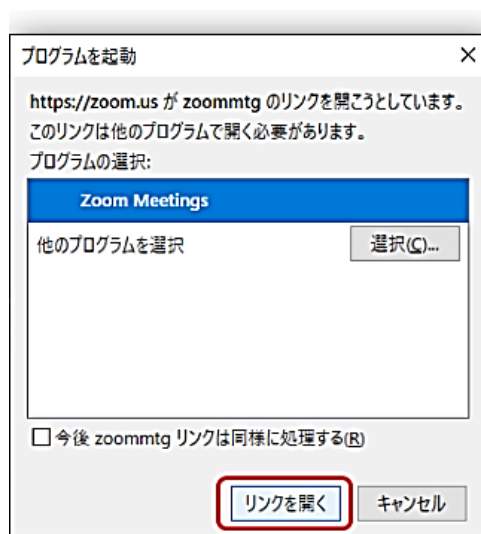 プログラムを起動
https://zoom.us が zoommtg のリンクを開こうとしています。
このリンクは他のプログラムで開く必要があります。
プログラムの選択:
Zoom Meetings
他のプログラムを選択 選択(C)...
今後 zoommtg リンクは同様に処理する(R)
リンクを開く キャンセル